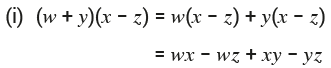 (i) (w + y)(x − z) = w(x − z) + y(x − z)
= wx − wz + xy − yz